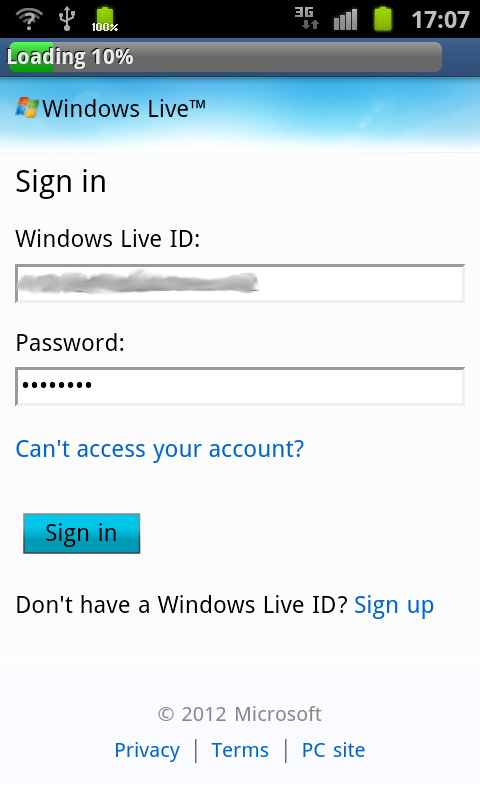 100% 3G 17:07
Loading 10%
Windows Live™
Sign in
Windows Live ID:
Password:
••••••••
Can't access your account?
Sign in
Don't have a Windows Live ID? Sign up
© 2012 Microsoft
Privacy | Terms | PC site